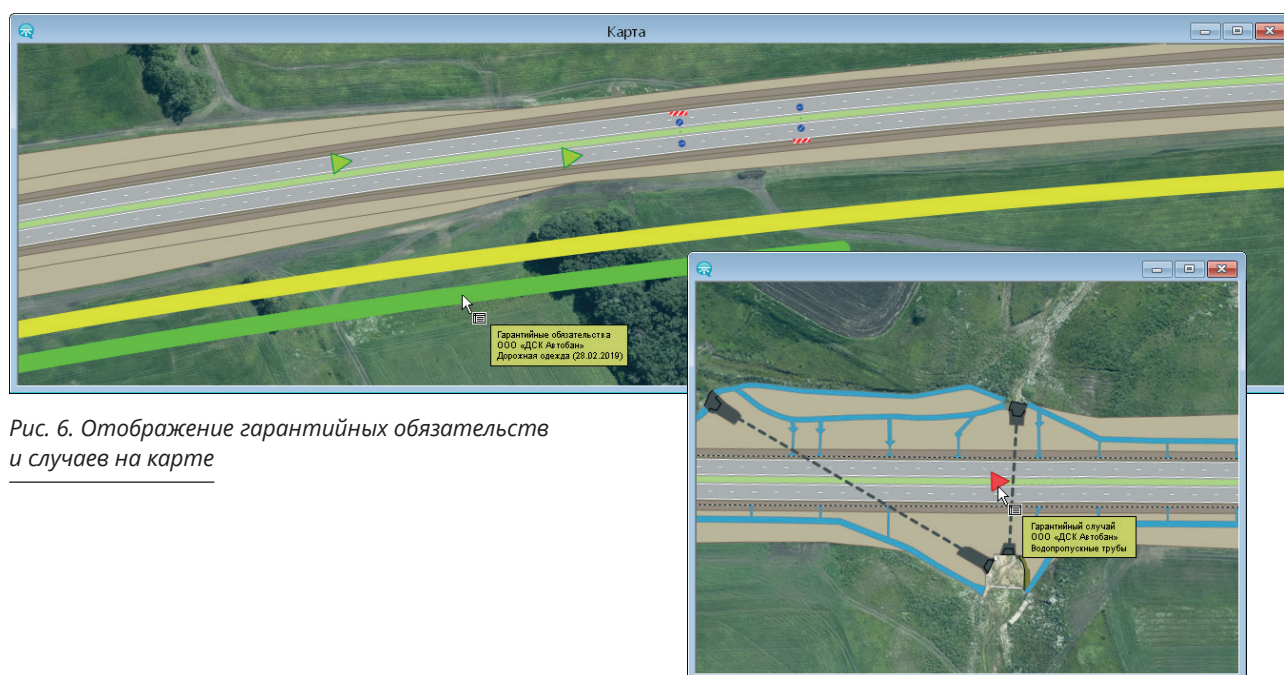 Карта
Гарантийные обязательства
ООО «ДСК Автобан»
Дорожная одежда (28.02.2019)
Рис. 6. Отображение гарантийных обязательств
и случаев на карте
Гарантийный случай
ООО «ДСК Автобан»
Водопропускные трубы